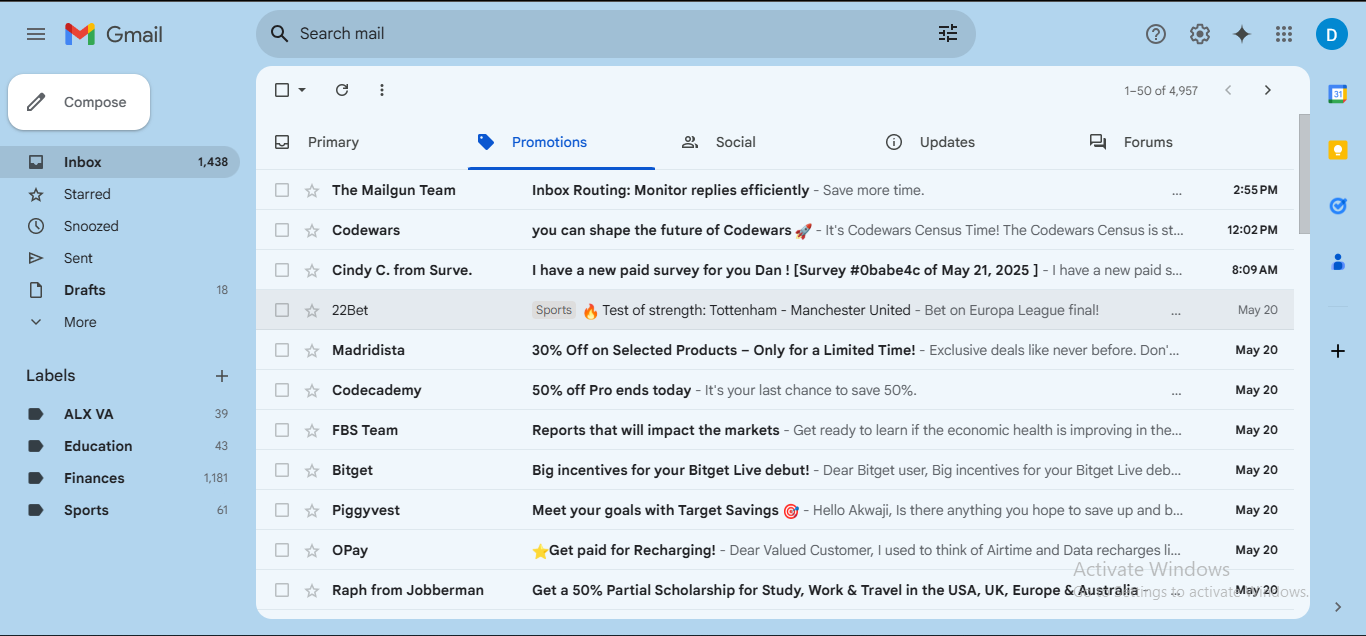 Gmail
Search mail
D
Compose
1–50 of 4,957
31
Primary
Promotions
Social
Updates
Forums
Inbox 1,438
Starred
Snoozed
Sent
Drafts 18
More
Labels
ALX VA 39
Education 43
Finances 1,181
Sports 61
The Mailgun Team Inbox Routing: Monitor replies efficiently - Save more time. ... 2:55 PM
Codewars you can shape the future of Codewars 🚀 - It's Codewars Census Time! The Codewars Census is st... 12:02 PM
Cindy C. from Surve. I have a new paid survey for you Dan ! [Survey #0babe4c of May 21, 2025 ] - I have a new paid s... 8:09 AM
22Bet Sports 🔥 Test of strength: Tottenham - Manchester United - Bet on Europa League final! ... May 20
Madridista 30% Off on Selected Products – Only for a Limited Time! - Exclusive deals like never before. Don'... May 20
Codecademy 50% off Pro ends today - It's your last chance to save 50%. ... May 20
FBS Team Reports that will impact the markets - Get ready to learn if the economic health is improving in the... May 20
Bitget Big incentives for your Bitget Live debut! - Dear Bitget user, Big incentives for your Bitget Live deb... May 20
Piggyvest Meet your goals with Target Savings 🎯 - Hello Akwaji, Is there anything you hope to save up and b... May 20
OPay ⭐Get paid for Recharging! - Dear Valued Customer, I used to think of Airtime and Data recharges li... May 20
Raph from Jobberman Get a 50% Partial Scholarship for Study, Work & Travel in the USA, UK, Europe & Australia - ... May 20
Activate Windows
Go to Settings to activate Windows.